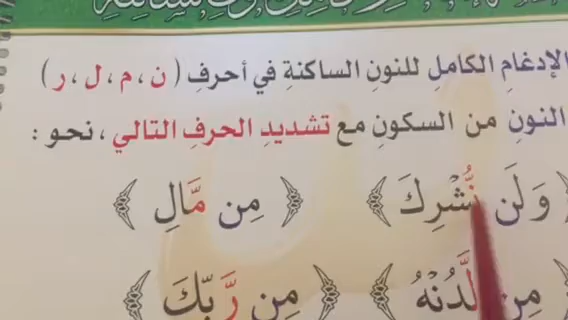 الإدغامِ الكاملِ للنونِ الساكنةِ في أحرفِ ( ن ، م ، ل ، ر )
النونِ من السكونِ مع تشديدِ الحرفِ التالي ، نحو :
﴿ وَلَن نُّشْرِكَ ﴾ ﴿ مِن مَّالِ ﴾
مِن لَّدُنْهُ ﴾ ﴿ مِن رَّبِّكَ ﴾